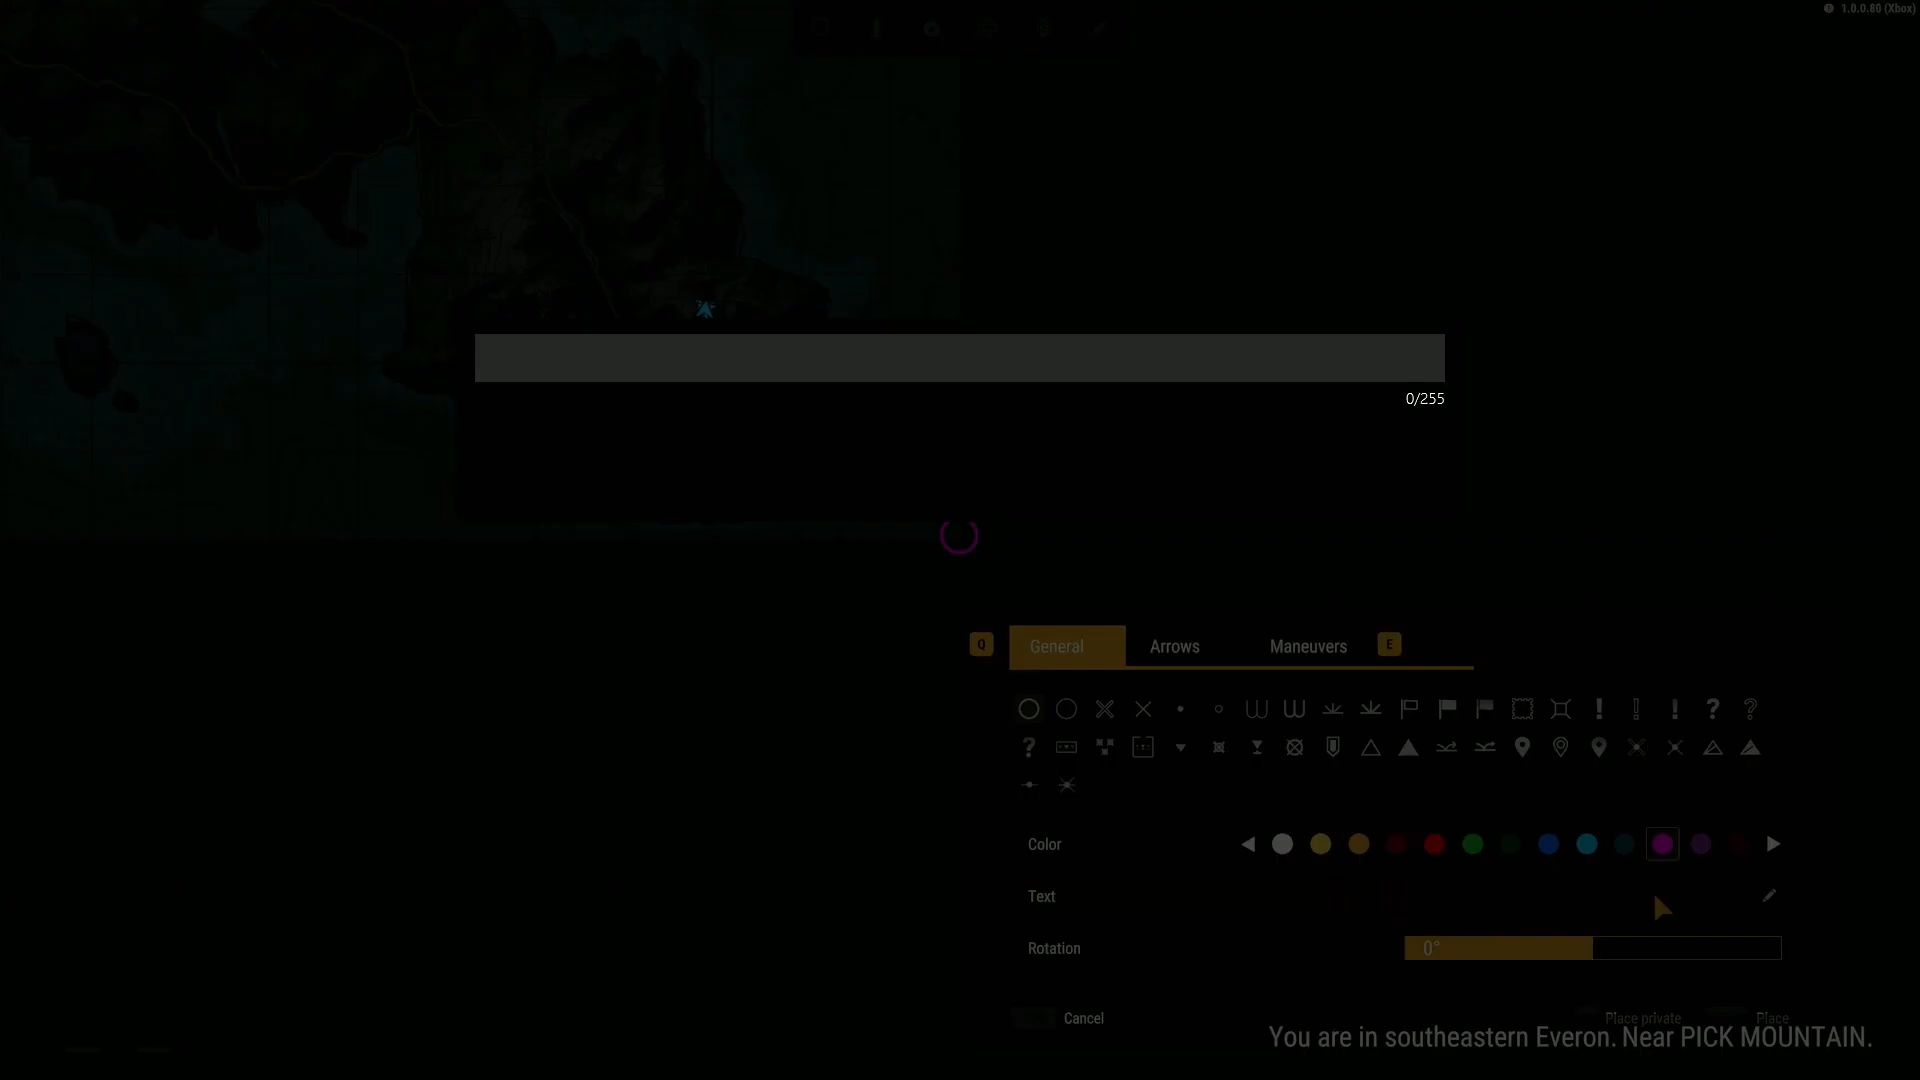 1.0.0.80 (Xbox)
0/255
Q
General
Arrows
Maneuvers
E
Color
Text
Rotation
0°
Cancel
Place private
Place
You are in southeastern Everon. Near PICK MOUNTAIN.